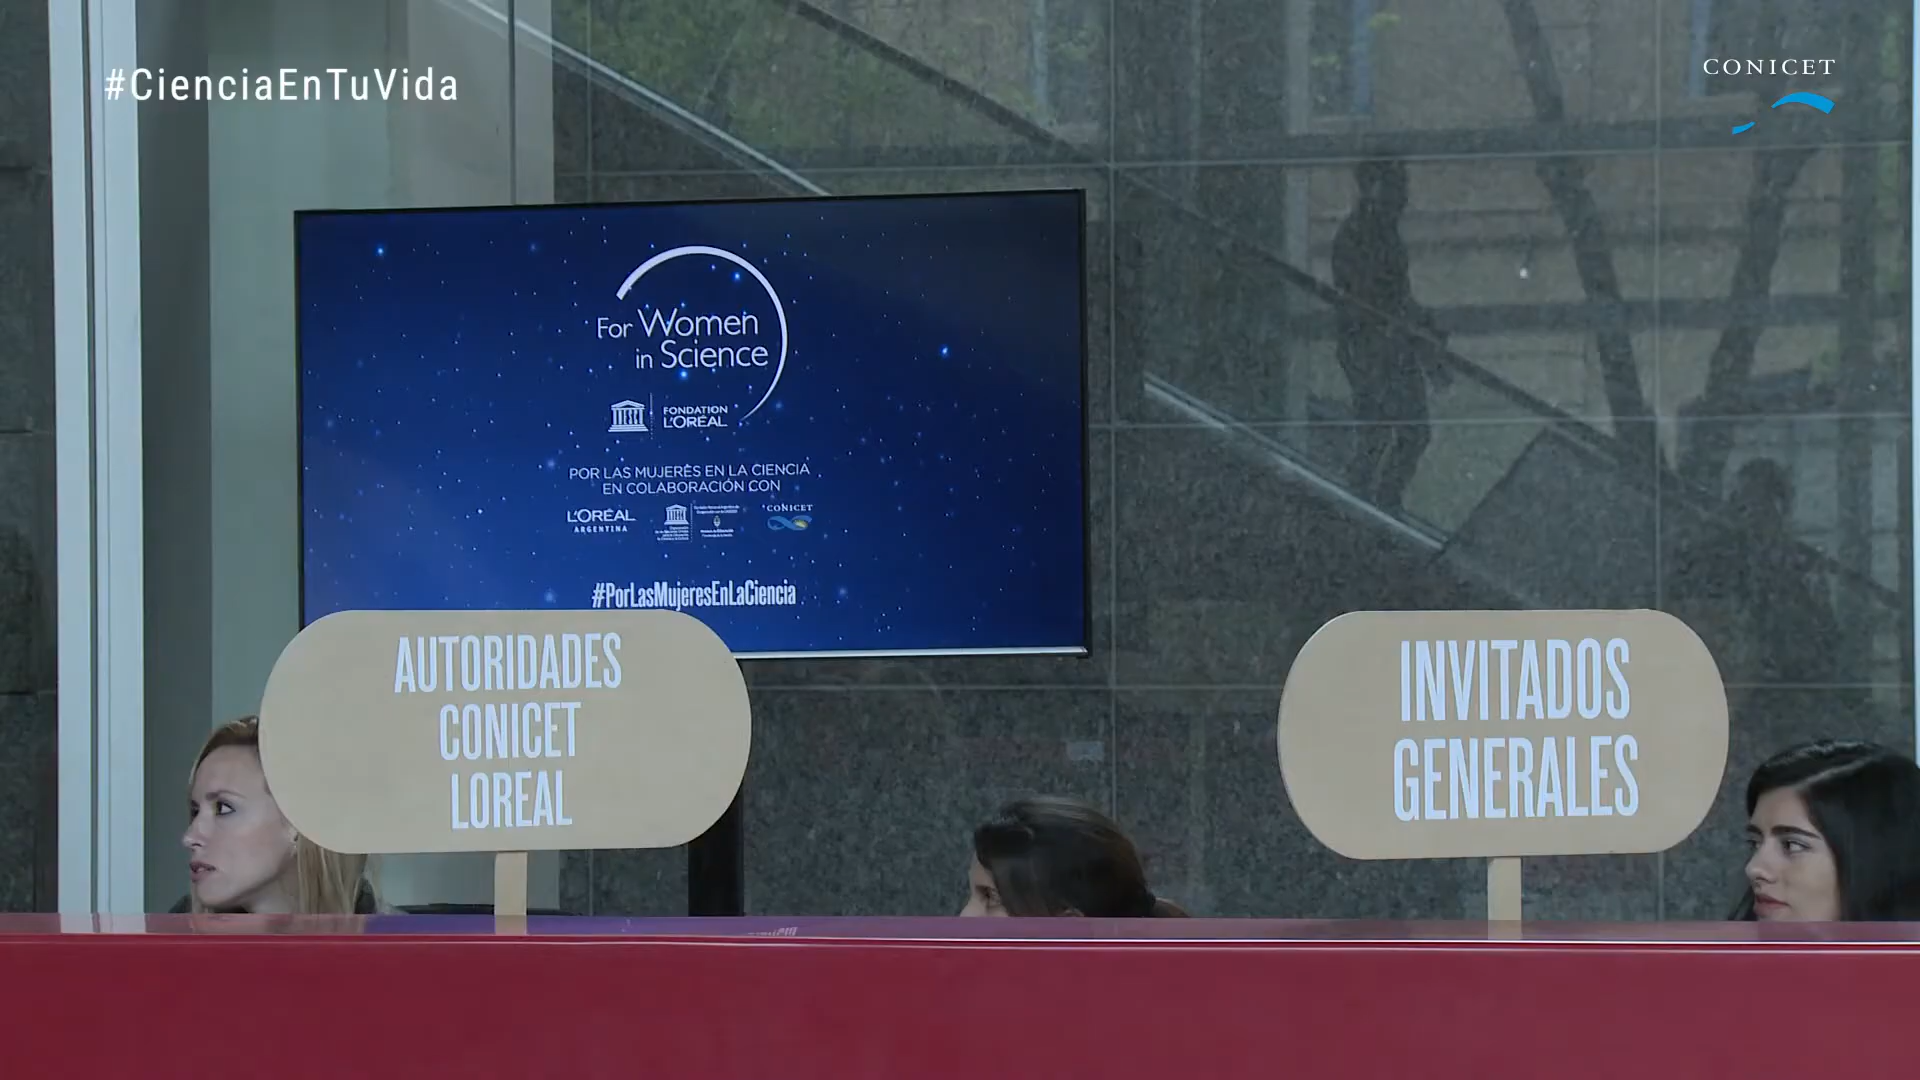 #CienciaEnTuVida
CONICET
For Women
in Science
FONDATION
L'ORÉAL
POR LAS MUJERES EN LA CIENCIA
EN COLABORACIÓN CON
L'ORÉAL
ARGENTINA
CONICET
#PorLasMujeresEnLaCiencia
AUTORIDADES
CONICET
LOREAL
INVITADOS
GENERALES